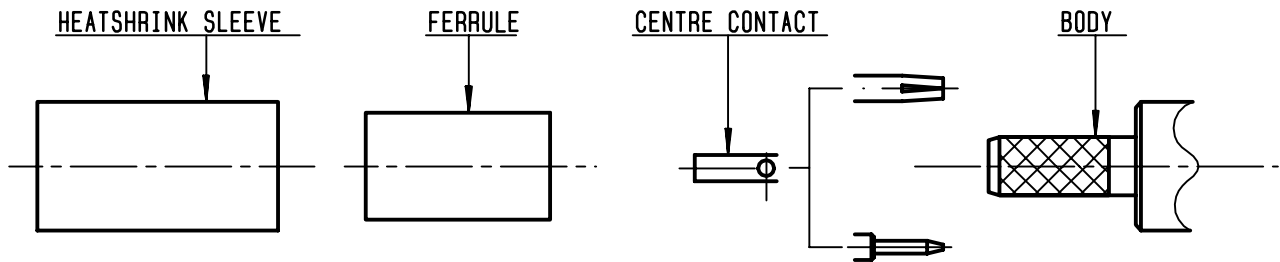 HEATSHRINK SLEEVE
FERRULE
CENTRE CONTACT
BODY